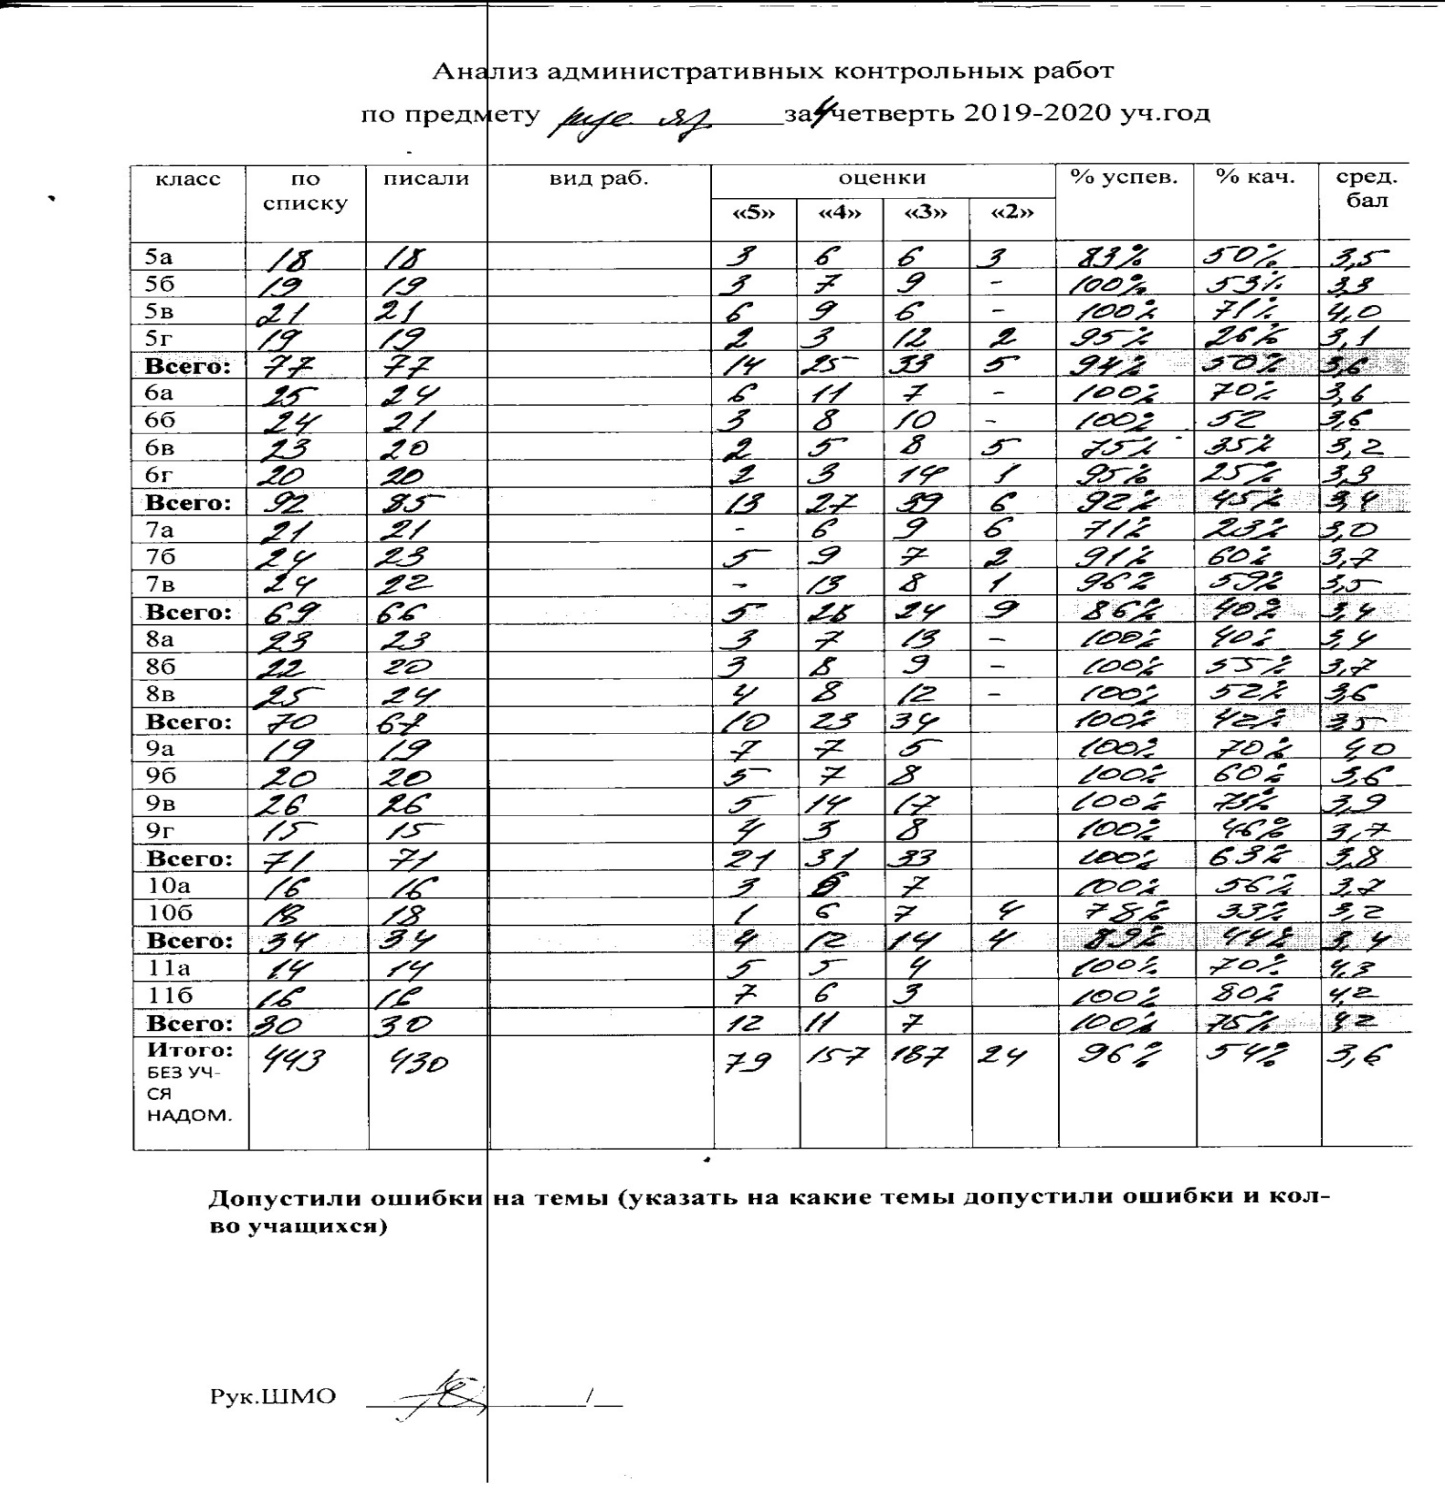 Анализ административных контрольных работ
по предмету рус. яз за 4 четверть 2019-2020 уч.год
класс по списку писали вид раб. оценки % успев. % кач. сред. бал
«5» «4» «3» «2»
5а 18 18 3 6 6 3 83% 50% 3,5
5б 19 19 3 7 9 - 100% 53% 3,3
5в 21 21 6 9 6 - 100% 71% 4,0
5г 19 19 2 3 12 2 95% 26% 3,1
Всего: 77 77 14 25 33 5 94% 50% 3,6
6а 25 24 6 11 7 - 100% 70% 3,6
6б 24 21 3 8 10 - 100% 52 3,6
6в 23 20 2 5 8 5 75% 35% 3,2
6г 20 20 2 3 14 1 95% 25% 3,3
Всего: 92 85 13 27 39 6 92% 45% 3,4
7а 21 21 - 6 9 6 71% 23% 3,0
7б 24 23 5 9 7 2 91% 60% 3,7
7в 24 22 - 13 8 1 96% 59% 3,5
Всего: 69 66 5 28 24 9 86% 40% 3,4
8а 23 23 3 7 13 - 100% 40% 3,4
8б 22 20 3 8 9 - 100% 55% 3,7
8в 25 24 4 8 12 - 100% 52% 3,6
Всего: 70 67 10 23 34 100% 42% 3,5
9а 19 19 7 7 5 100% 70% 4,0
9б 20 20 5 7 8 100% 60% 3,6
9в 26 26 5 14 17 100% 73% 3,9
9г 15 15 4 3 8 100% 46% 3,7
Всего: 71 71 21 31 33 100% 63% 3,8
10а 16 16 3 6 7 100% 56% 3,7
10б 18 18 1 6 7 4 78% 33% 3,2
Всего: 34 34 4 12 14 4 89% 44% 3,4
11а 14 14 5 5 4 100% 70% 4,3
11б 16 16 7 6 3 100% 80% 4,2
Всего: 30 30 12 11 7 100% 75% 4,2
Итого: 443 430 79 157 187 24 96% 54% 3,6
БЕЗ УЧ-
СЯ
НАДОМ.
Допустили ошибки на темы (указать на какие темы допустили ошибки и кол-
во учащихся)
Рук.ШМО /